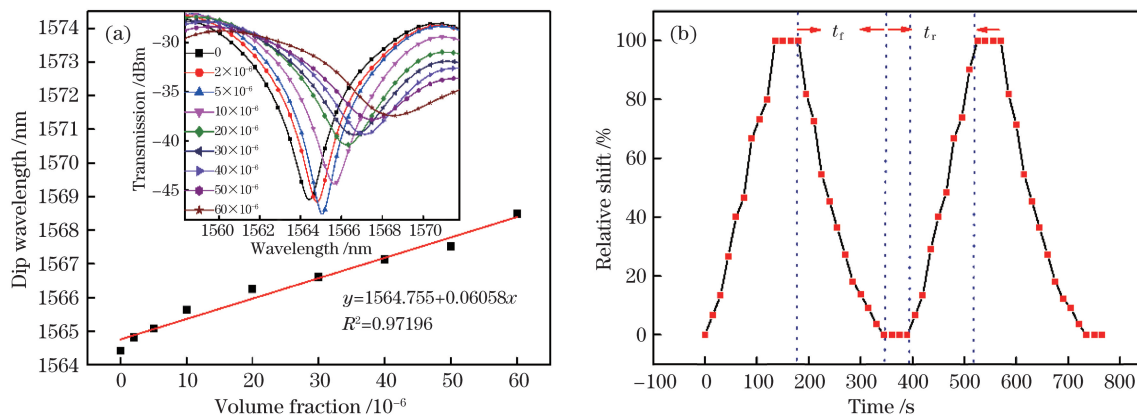 (a)
1574
1573
1572
1571
1570
1569
1568
1567
1566
1565
1564
Dip wavelength /nm
0
10
20
30
40
50
60
Volume fraction /10⁻⁶
y=1564.755+0.06058x
R²=0.97196
−30
−35
−40
−45
Transmission /dBm
0
2×10⁻⁶
5×10⁻⁶
10×10⁻⁶
20×10⁻⁶
30×10⁻⁶
40×10⁻⁶
50×10⁻⁶
60×10⁻⁶
1560 1562 1564 1566 1568 1570
Wavelength /nm
(b)
t_f
t_r
100
80
60
40
20
0
Relative shift /%
−100 0 100 200 300 400 500 600 700 800
Time /s